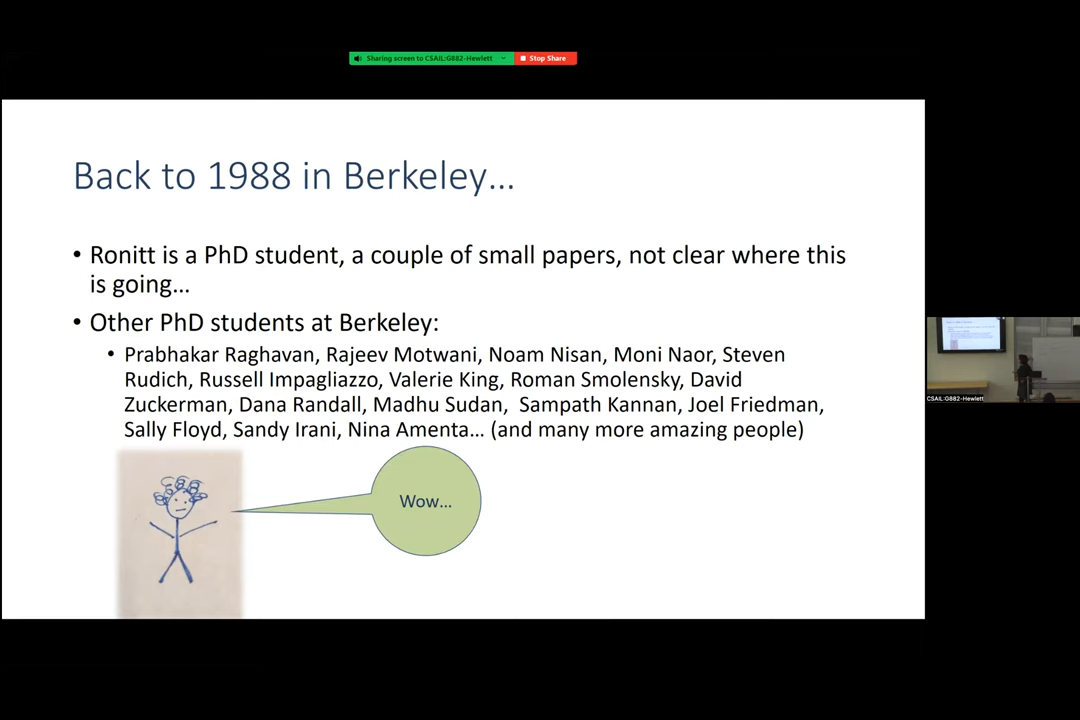 Sharing screen to CSAIL:G882-Hewlett
Stop Share
Back to 1988 in Berkeley…
• Ronitt is a PhD student, a couple of small papers, not clear where this
is going…
• Other PhD students at Berkeley:
• Prabhakar Raghavan, Rajeev Motwani, Noam Nisan, Moni Naor, Steven
Rudich, Russell Impagliazzo, Valerie King, Roman Smolensky, David
Zuckerman, Dana Randall, Madhu Sudan, Sampath Kannan, Joel Friedman,
Sally Floyd, Sandy Irani, Nina Amenta… (and many more amazing people)
Wow…
CSAIL:G882-Hewlett